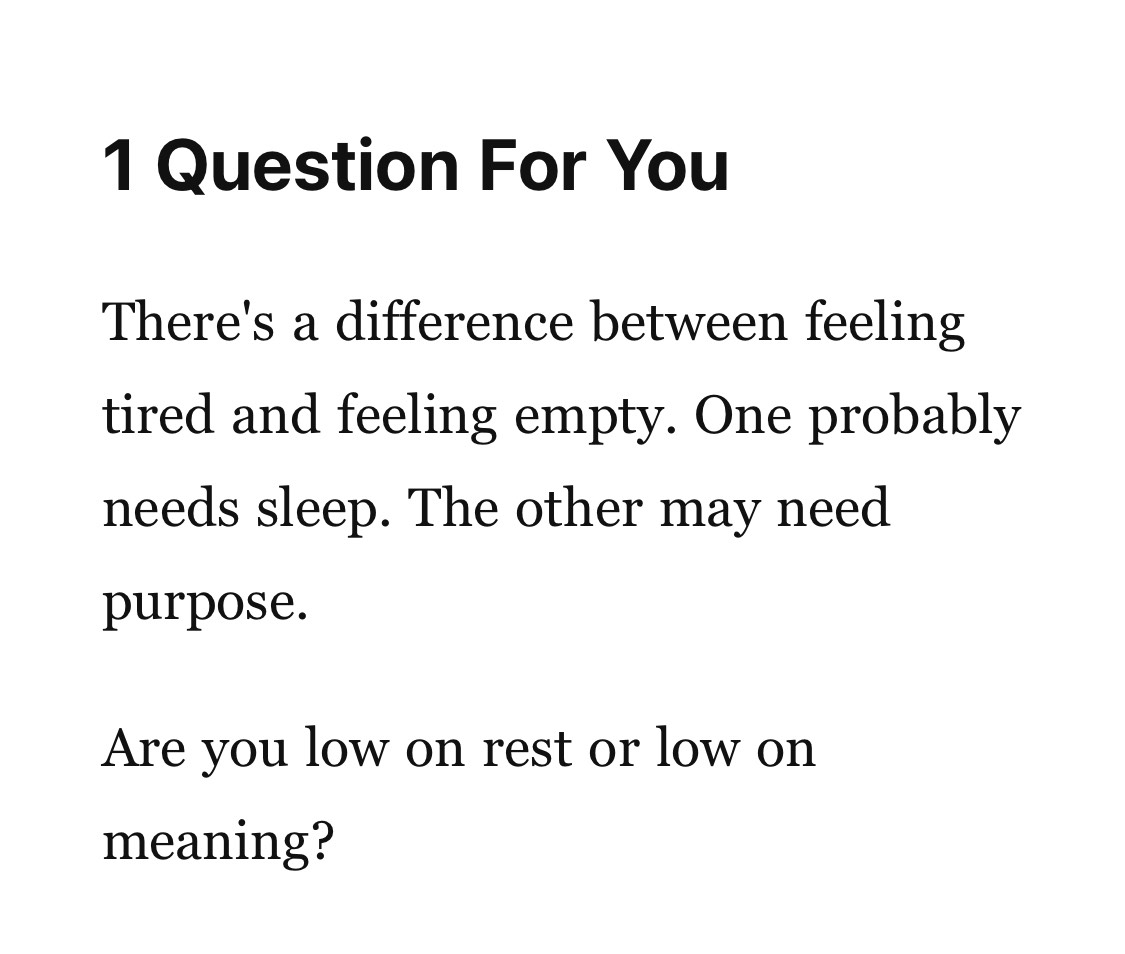 1 Question For You
There's a difference between feeling
tired and feeling empty. One probably
needs sleep. The other may need
purpose.
Are you low on rest or low on
meaning?